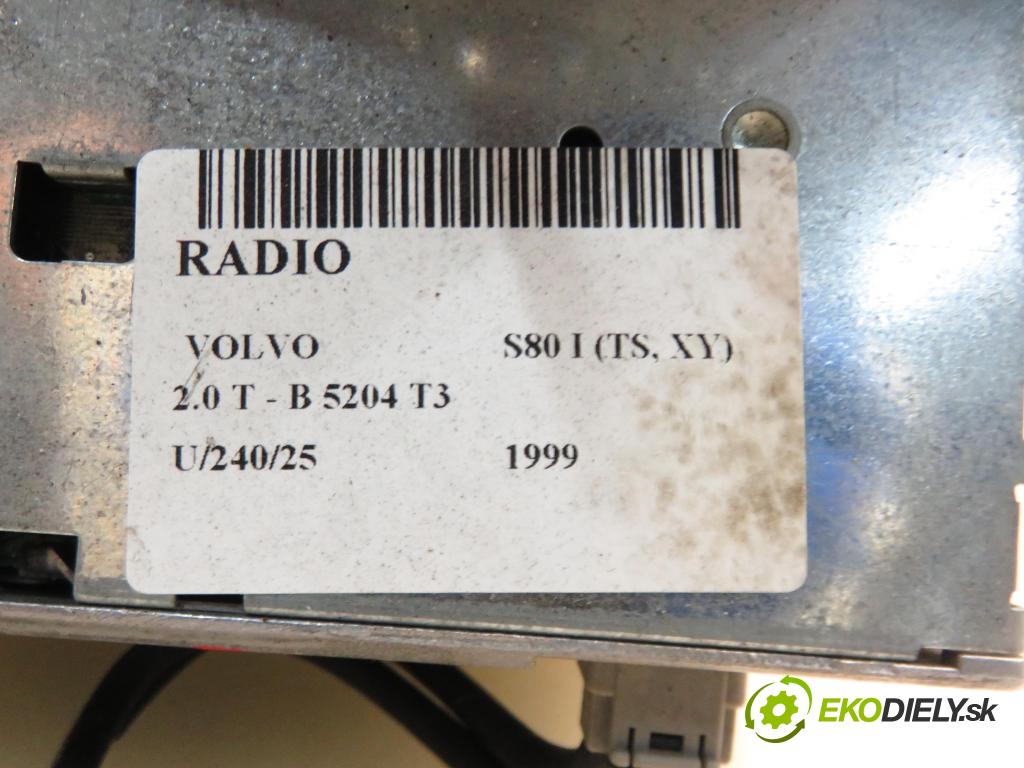 RADIO
VOLVO S80 I (TS, XY)
2.0 T - B 5204 T3
U/240/25 1999
EKODIELY.sk